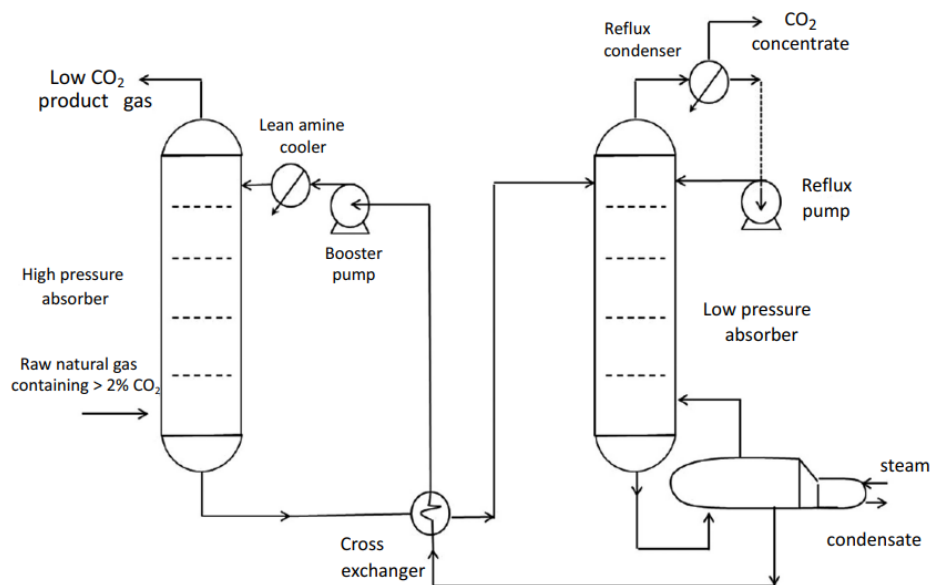 Reflux
condenser
CO₂
concentrate
Low CO₂
product gas
Lean amine
cooler
Reflux
pump
Booster
pump
High pressure
absorber
Low pressure
absorber
Raw natural gas
containing > 2% CO₂
steam
condensate
Cross
exchanger